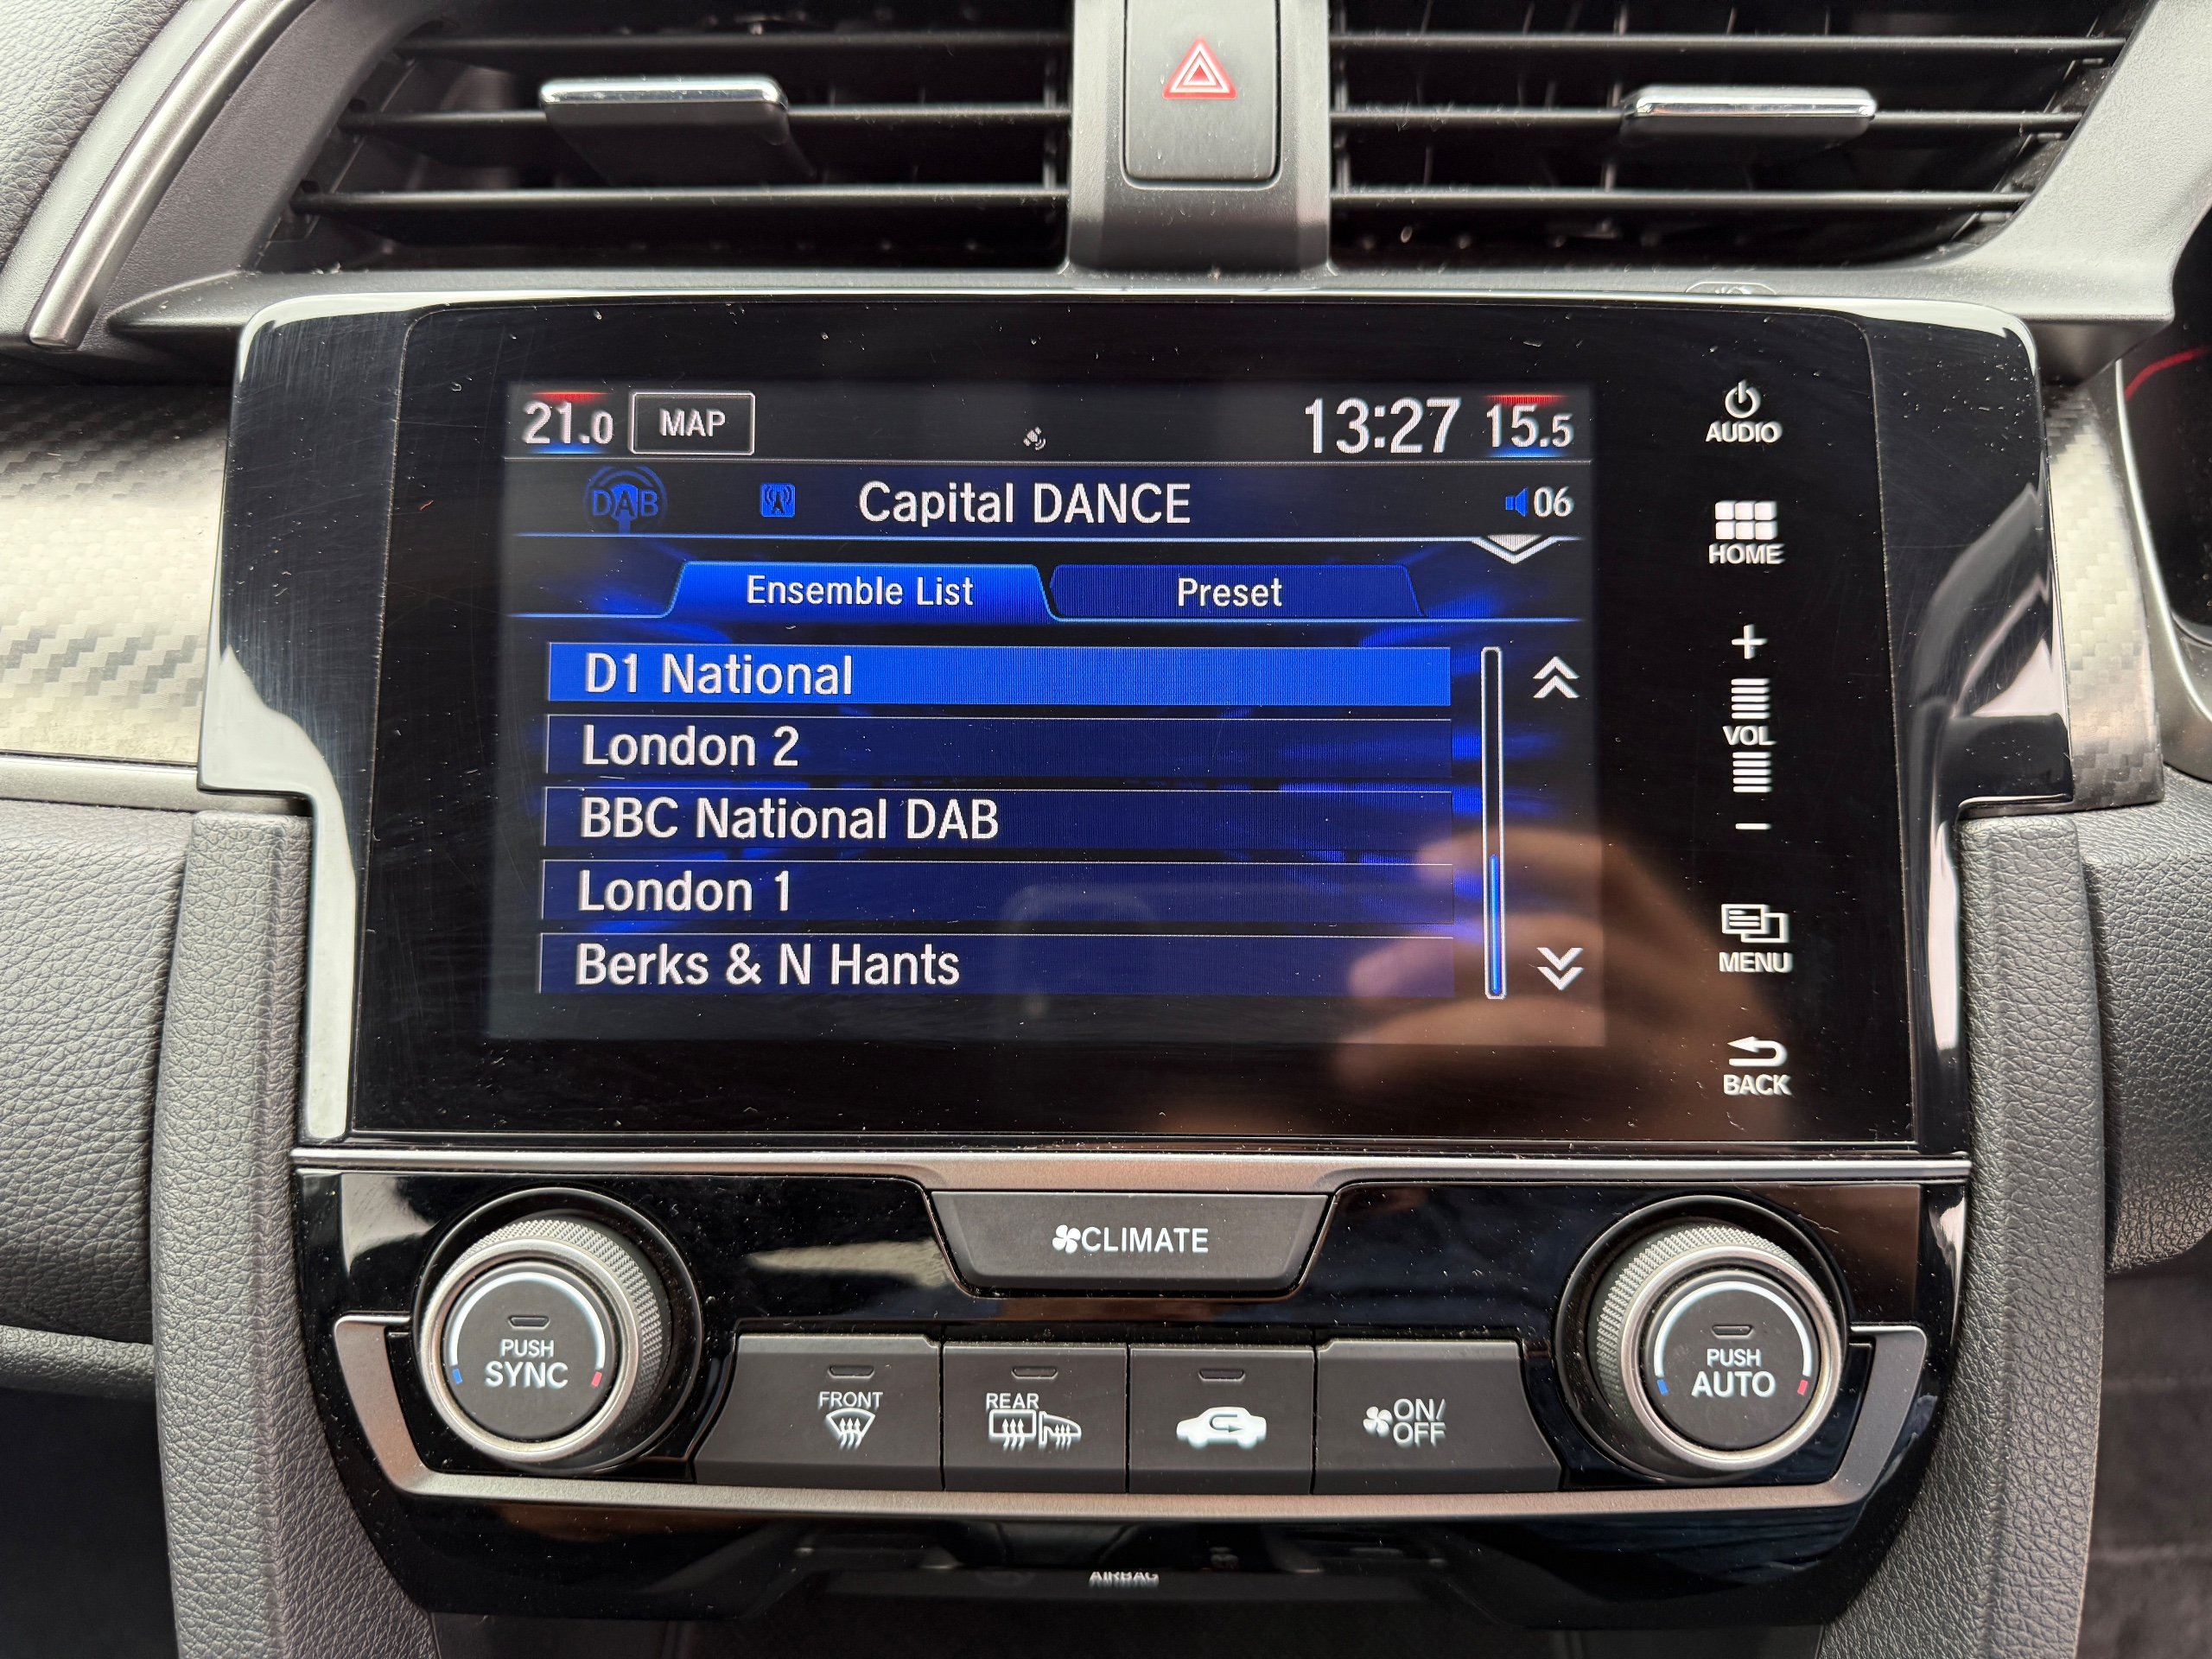 21.0 MAP 13:27 15.5
DAB Capital DANCE 06
Ensemble List Preset
D1 National
London 2
BBC National DAB
London 1
Berks & N Hants
AUDIO
HOME
+
VOL
−
MENU
BACK
CLIMATE
PUSH
SYNC
FRONT
REAR
ON/
OFF
PUSH
AUTO
AIRBAG